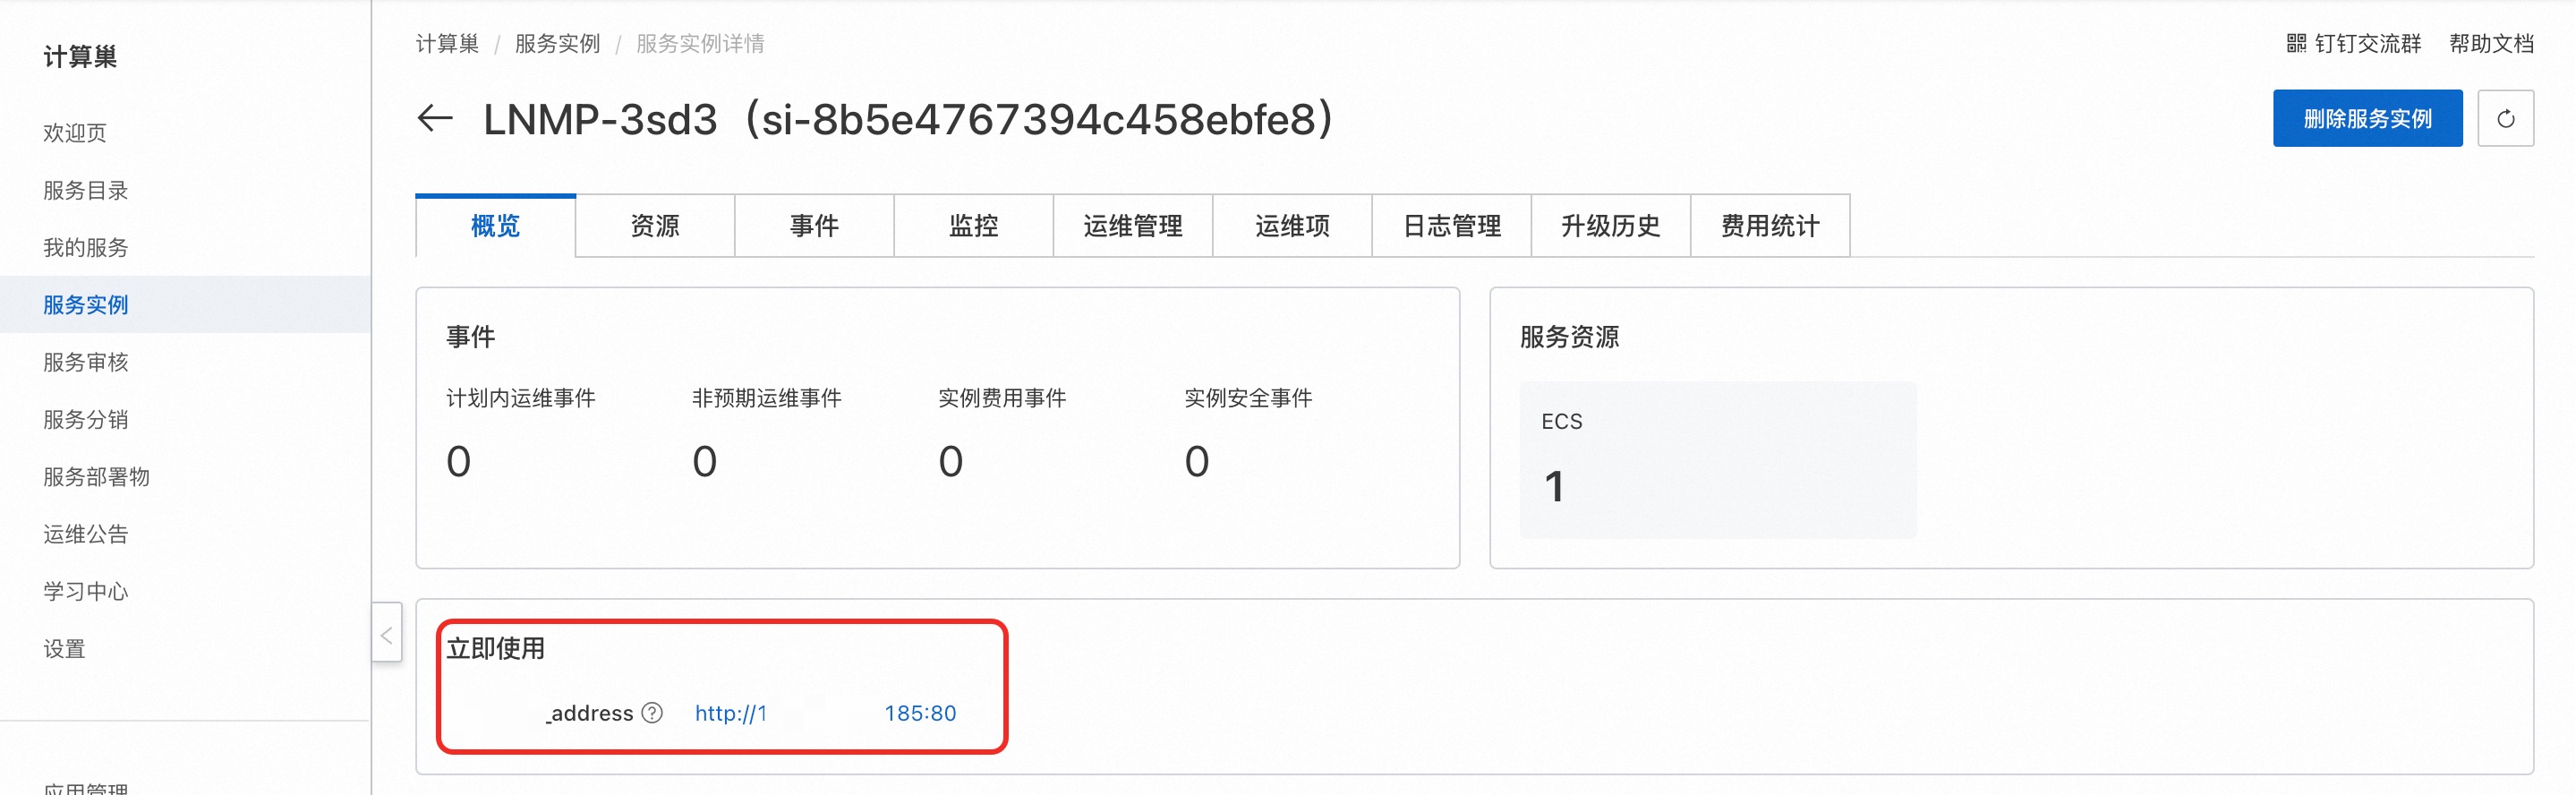 计算巢
欢迎页
服务目录
我的服务
服务实例
服务审核
服务分销
服务部署物
运维公告
学习中心
设置
应用管理
计算巢 / 服务实例 / 服务实例详情
钉钉交流群 帮助文档
← LNMP-3sd3（si-8b5e4767394c458ebfe8）
删除服务实例
概览 资源 事件 监控 运维管理 运维项 日志管理 升级历史 费用统计
事件
计划内运维事件 非预期运维事件 实例费用事件 实例安全事件
0 0 0 0
服务资源
ECS
1
立即使用
_address ? http://1 185:80